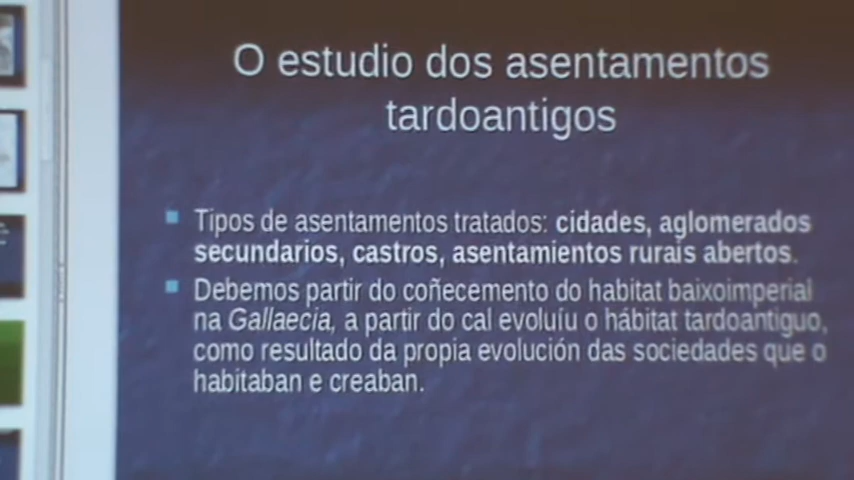 O estudio dos asentamentos
tardoantigos
Tipos de asentamentos tratados: cidades, aglomerados
secundarios, castros, asentamientos rurais abertos.
Debemos partir do coñecemento do habitat baixoimperial
na Gallaecia, a partir do cal evoluíu o hábitat tardoantiguo,
como resultado da propia evolución das sociedades que o
habitaban e creaban.